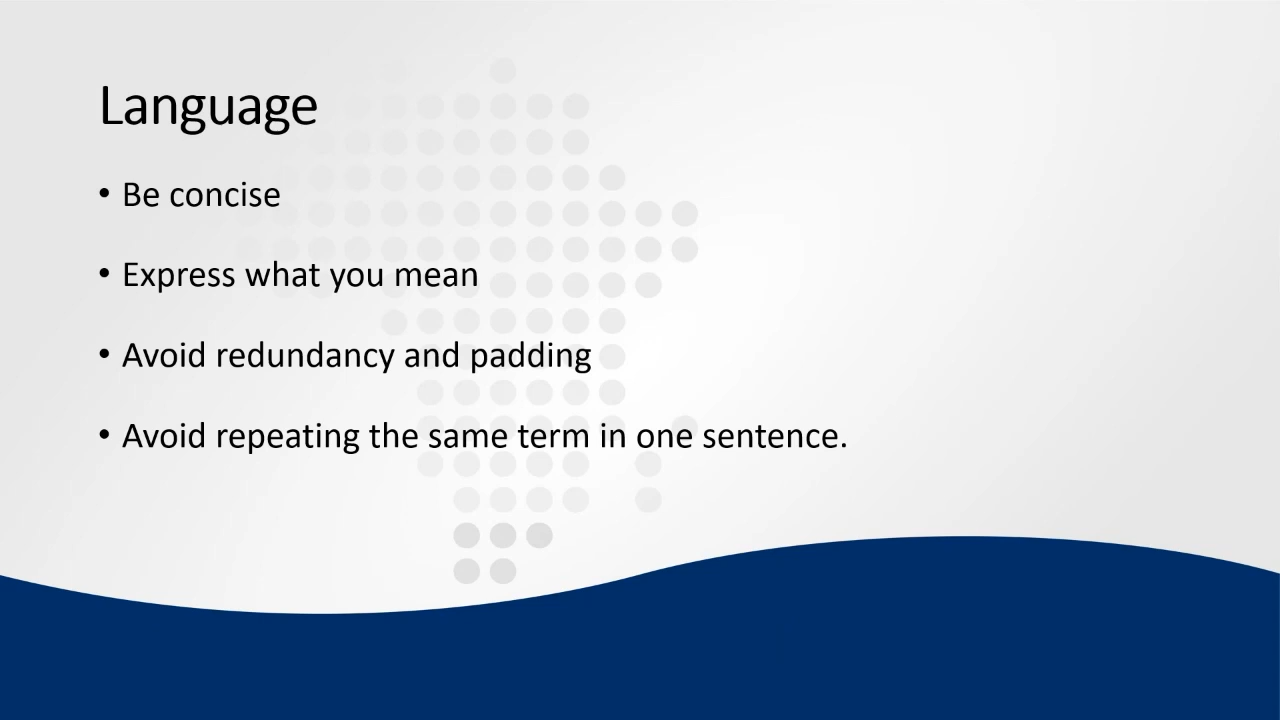 Language
• Be concise
• Express what you mean
• Avoid redundancy and padding
• Avoid repeating the same term in one sentence.